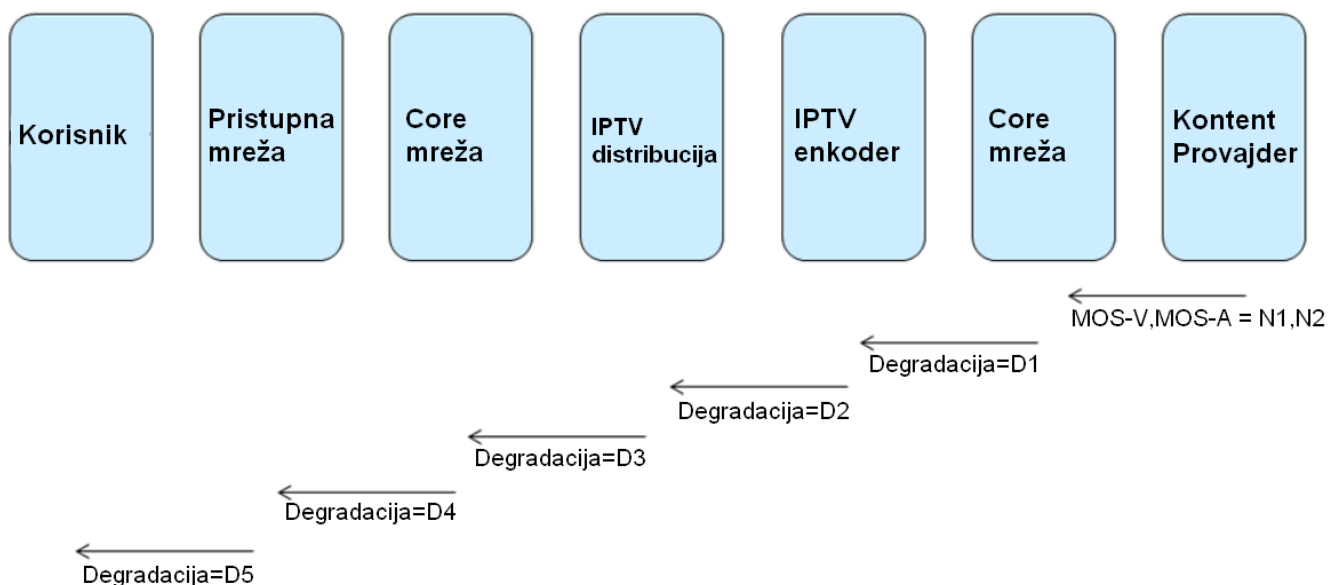 Korisnik
Pristupna
mreža
Core
mreža
IPTV
distribucija
IPTV
enkoder
Core
mreža
Kontent
Provajder
MOS-V,MOS-A = N1,N2
Degradacija=D1
Degradacija=D2
Degradacija=D3
Degradacija=D4
Degradacija=D5